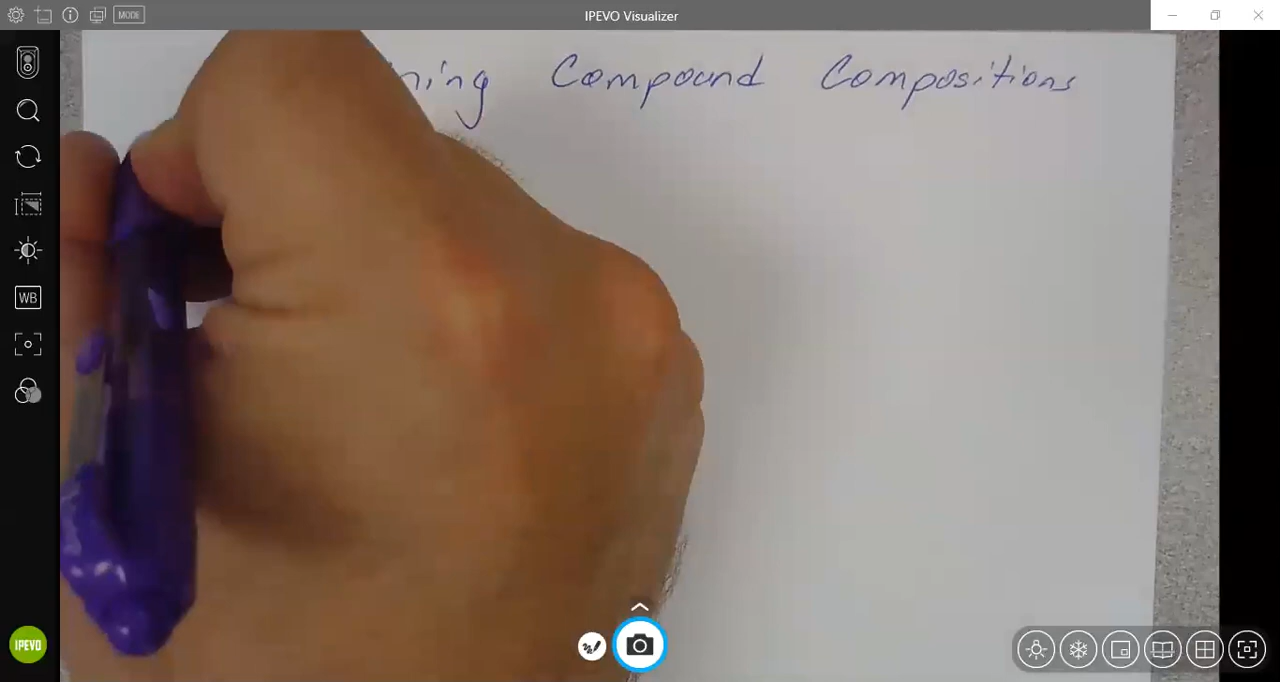 MODE
IPEVO Visualizer
ning Compound Compositions
WB
IPEVO